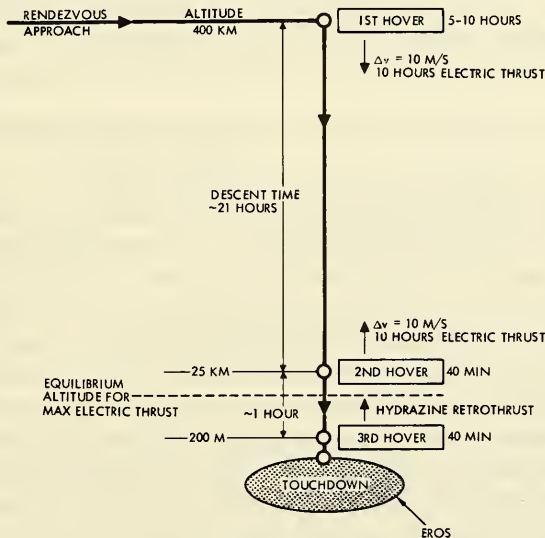 RENDEZVOUS
APPROACH
ALTITUDE
400 KM
1ST HOVER
5-10 HOURS
Δv = 10 M/S
10 HOURS ELECTRIC THRUST
DESCENT TIME
~21 HOURS
Δv = 10 M/S
10 HOURS ELECTRIC THRUST
25 KM
2ND HOVER
40 MIN
EQUILIBRIUM
ALTITUDE FOR
MAX ELECTRIC THRUST
~1 HOUR
HYDRAZINE RETROTHRUST
200 M
3RD HOVER
40 MIN
TOUCHDOWN
EROS